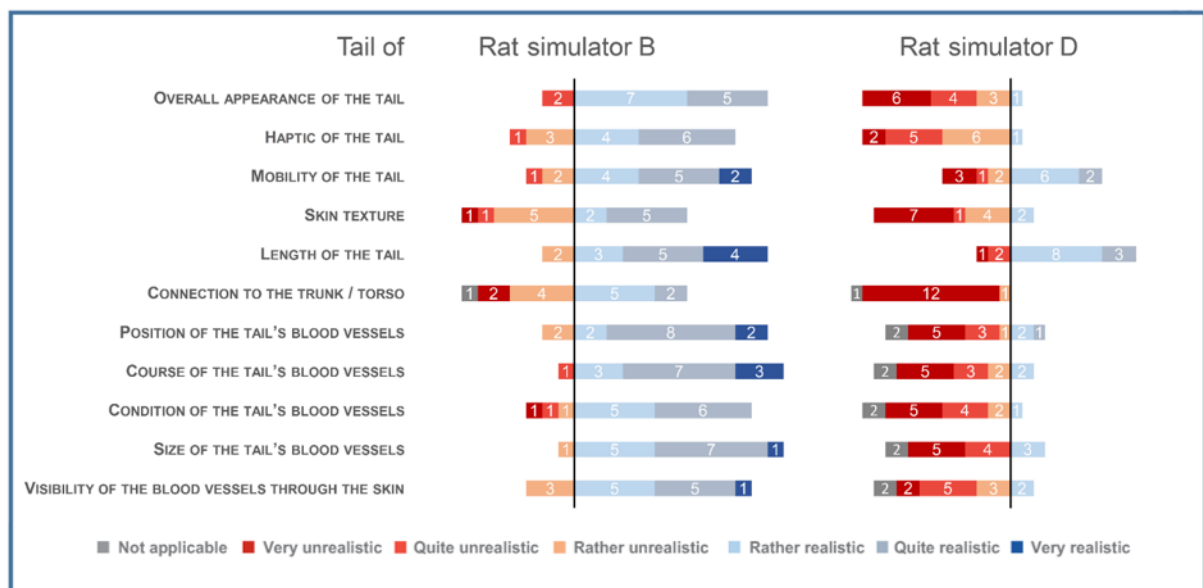 Tail of Rat simulator B Rat simulator D
OVERALL APPEARANCE OF THE TAIL 2 7 5 6 4 3 1
HAPTIC OF THE TAIL 1 3 4 6 2 5 6 1
MOBILITY OF THE TAIL 1 2 4 5 2 3 1 2 6 2
SKIN TEXTURE 1 1 5 2 5 7 1 4 2
LENGTH OF THE TAIL 2 3 5 4 1 2 8 3
CONNECTION TO THE TRUNK / TORSO 1 2 4 5 2 1 12 1
POSITION OF THE TAIL'S BLOOD VESSELS 2 2 8 2 2 5 3 1 2 1
COURSE OF THE TAIL'S BLOOD VESSELS 1 3 7 3 2 5 3 2 2
CONDITION OF THE TAIL'S BLOOD VESSELS 1 1 1 5 6 2 5 4 2 1
SIZE OF THE TAIL'S BLOOD VESSELS 1 5 7 1 2 5 4 3
VISIBILITY OF THE BLOOD VESSELS THROUGH THE SKIN 3 5 5 1 2 2 5 3 2
Not applicable Very unrealistic Quite unrealistic Rather unrealistic Rather realistic Quite realistic Very realistic